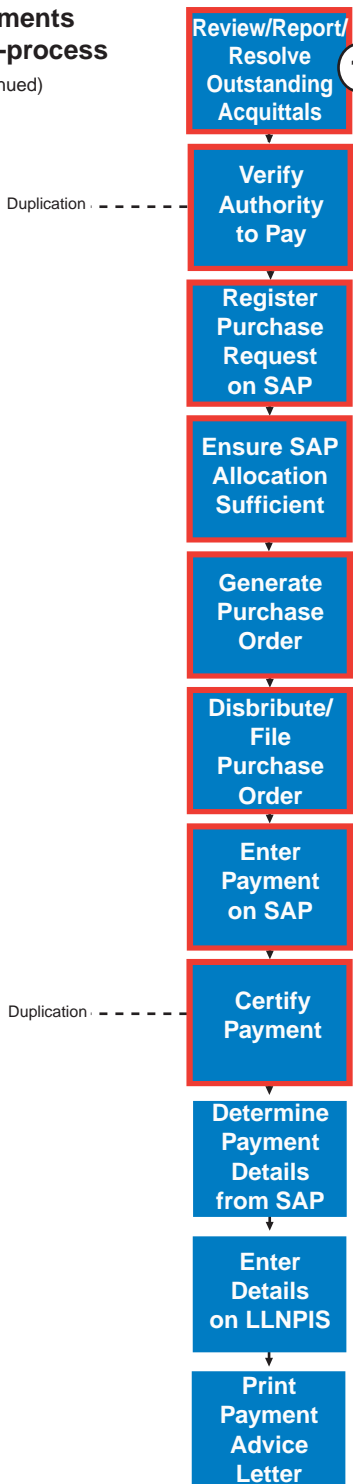 ments
-process
nued)
Review/Report/
Resolve
Outstanding
Acquittals
Duplication
Verify
Authority
to Pay
Register
Purchase
Request
on SAP
Ensure SAP
Allocation
Sufficient
Generate
Purchase
Order
Disbribute/
File
Purchase
Order
Enter
Payment
on SAP
Duplication
Certify
Payment
Determine
Payment
Details
from SAP
Enter
Details
on LLNPIS
Print
Payment
Advice
Letter